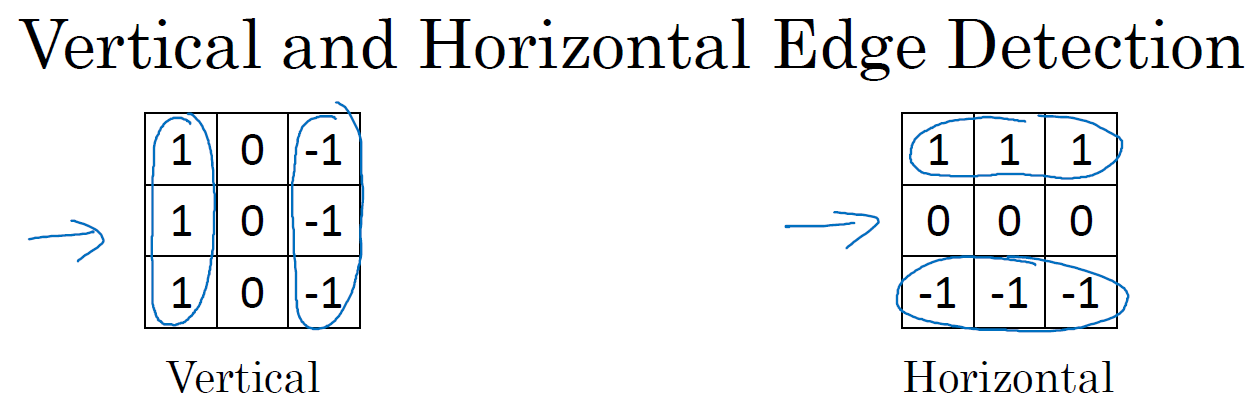 Vertical and Horizontal Edge Detection
1 0 -1 1 1 1
1 0 -1 0 0 0
1 0 -1 -1 -1 -1
Vertical Horizontal